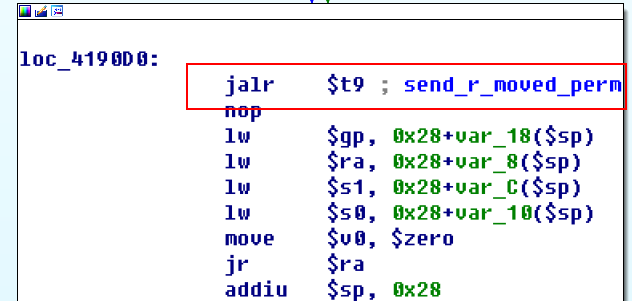 loc_4190D0:
jalr $t9 ; send_r_moved_perm
nop
lw $gp, 0x28+var_18($sp)
lw $ra, 0x28+var_8($sp)
lw $s1, 0x28+var_C($sp)
lw $s0, 0x28+var_10($sp)
move $v0, $zero
jr $ra
addiu $sp, 0x28